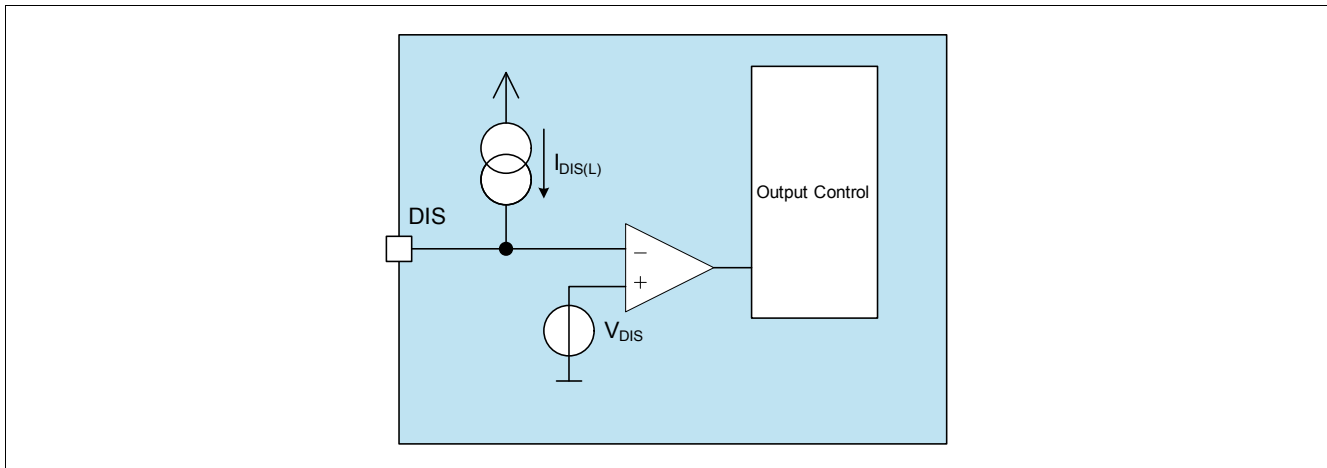 I_DIS(L)
DIS
Output Control
−
+
V_DIS